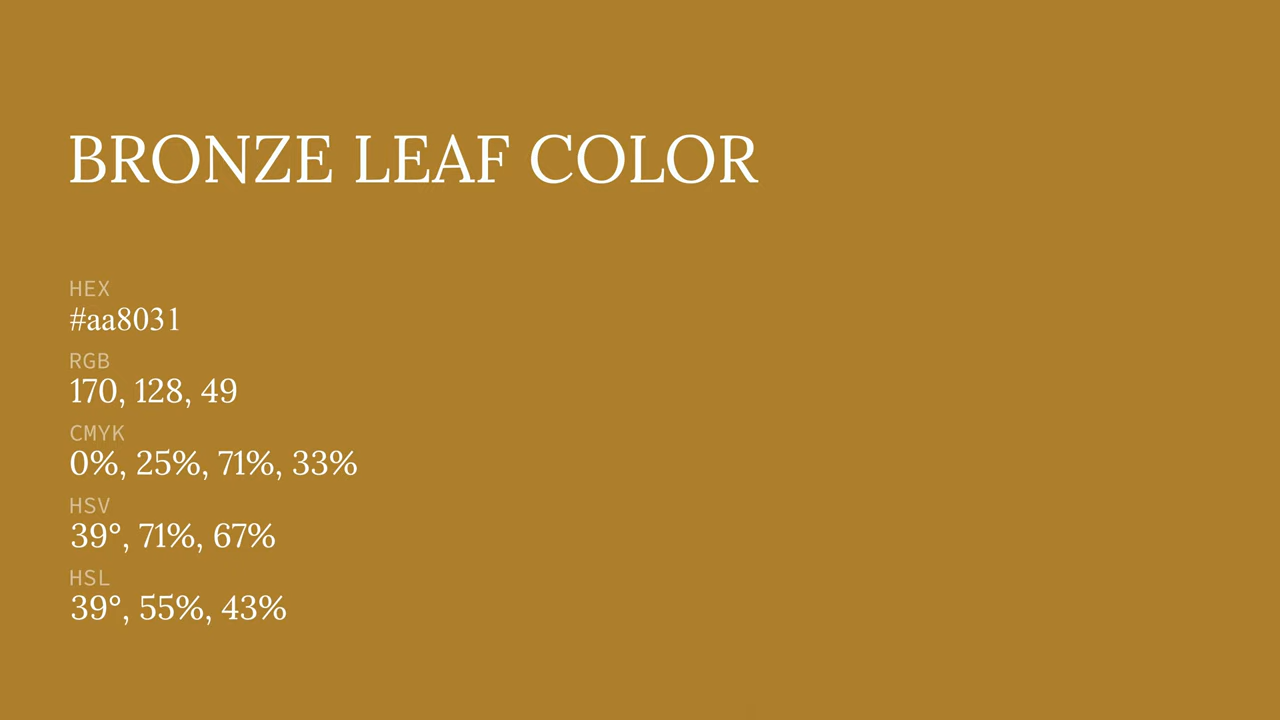 BRONZE LEAF COLOR
HEX
#aa8031
RGB
170, 128, 49
CMYK
0%, 25%, 71%, 33%
HSV
39°, 71%, 67%
HSL
39°, 55%, 43%